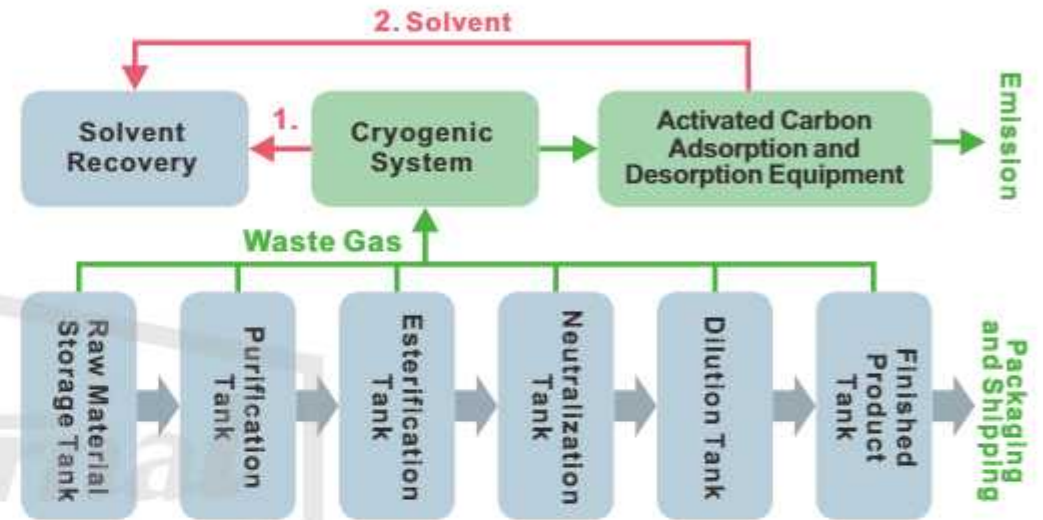 2. Solvent
Solvent
Recovery
1.
Cryogenic
System
Activated Carbon
Adsorption and
Desorption Equipment
Emission
Waste Gas
Raw Material
Storage Tank
Purification
Tank
Esterification
Tank
Neutralization
Tank
Dilution Tank
Finished
Product
Tank
Packaging
and Shipping